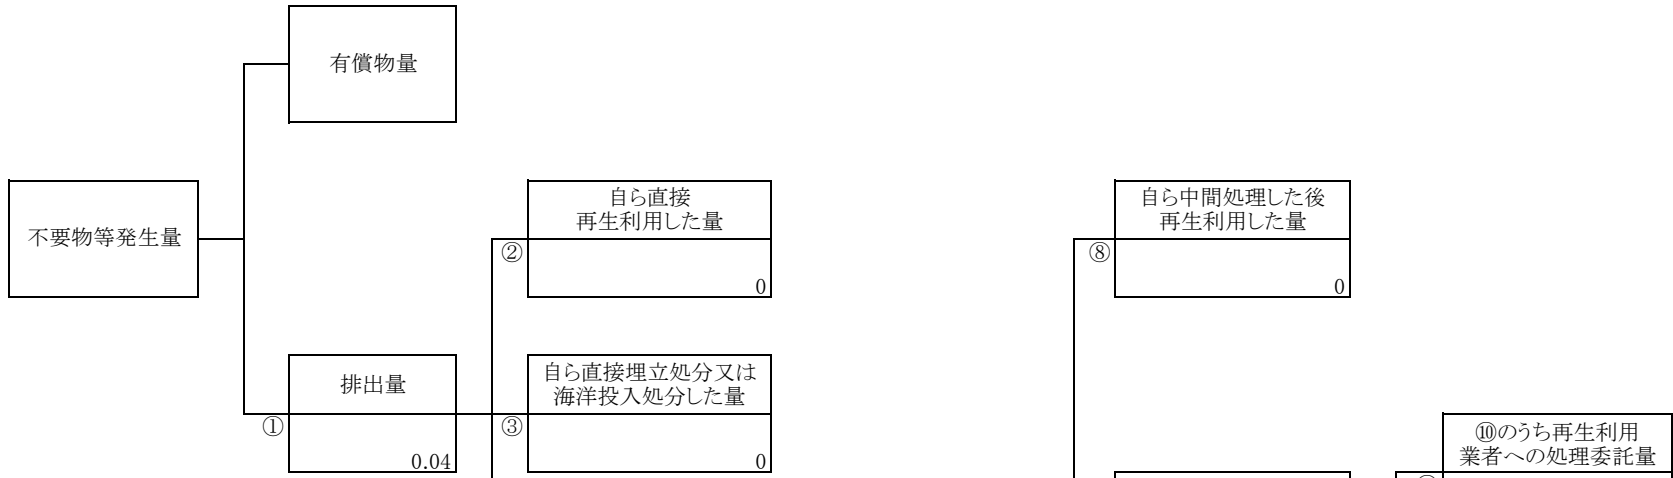 有償物量
不要物等発生量
自ら直接
再生利用した量
②
0
自ら中間処理した後
再生利用した量
⑧
0
排出量
①
0.04
自ら直接埋立処分又は
海洋投入処分した量
③
0
⑩のうち再生利用
業者への処理委託量